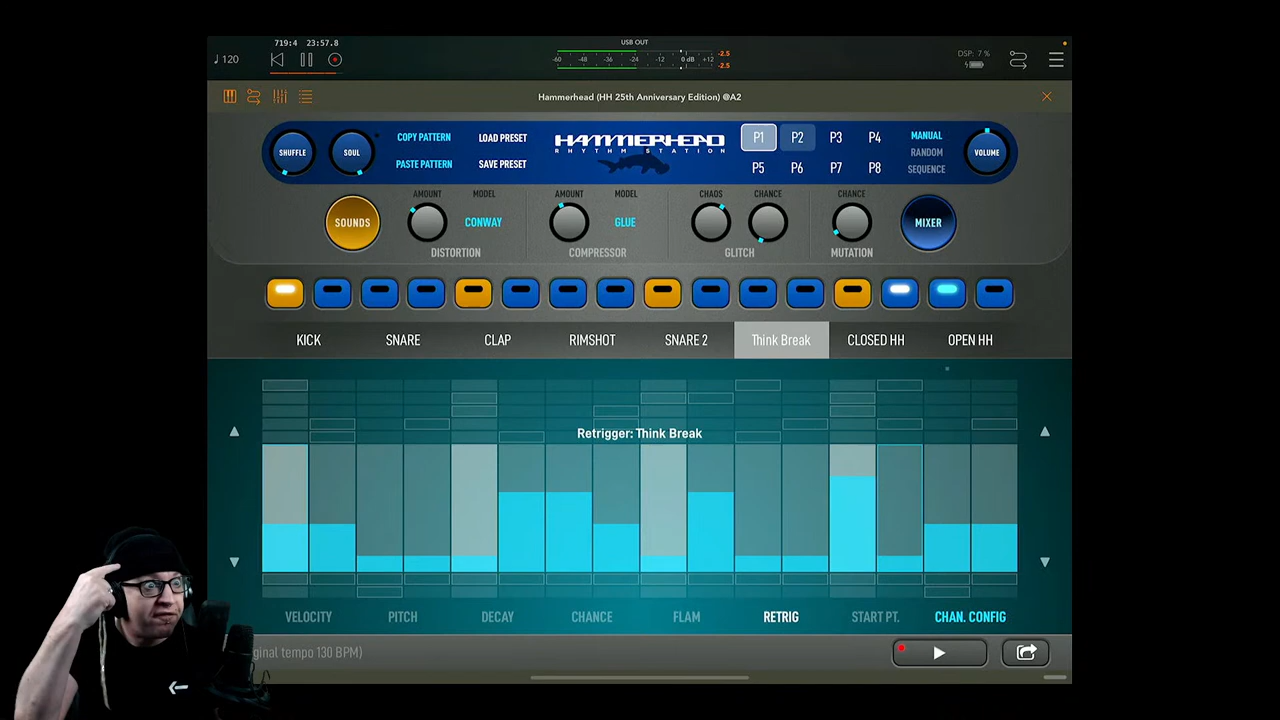 719:4 23:57.8
USB OUT
♩120
-60 -48 -36 -24 -12 0 dB +12
-2.5
-2.5
DSP: 7 %
Hammerhead (HH 25th Anniversary Edition) @A2
SHUFFLE
SOUL
COPY PATTERN
PASTE PATTERN
LOAD PRESET
SAVE PRESET
HAMMERHEAD
RHYTHM STATION
P1 P2 P3 P4
P5 P6 P7 P8
MANUAL
RANDOM
SEQUENCE
VOLUME
SOUNDS
AMOUNT MODEL
CONWAY
DISTORTION
AMOUNT MODEL
GLUE
COMPRESSOR
CHAOS CHANCE
GLITCH
CHANCE
MUTATION
MIXER
KICK SNARE CLAP RIMSHOT SNARE 2 Think Break CLOSED HH OPEN HH
Retrigger: Think Break
VELOCITY PITCH DECAY CHANCE FLAM RETRIG START PT. CHAN. CONFIG
ginal tempo 130 BPM)